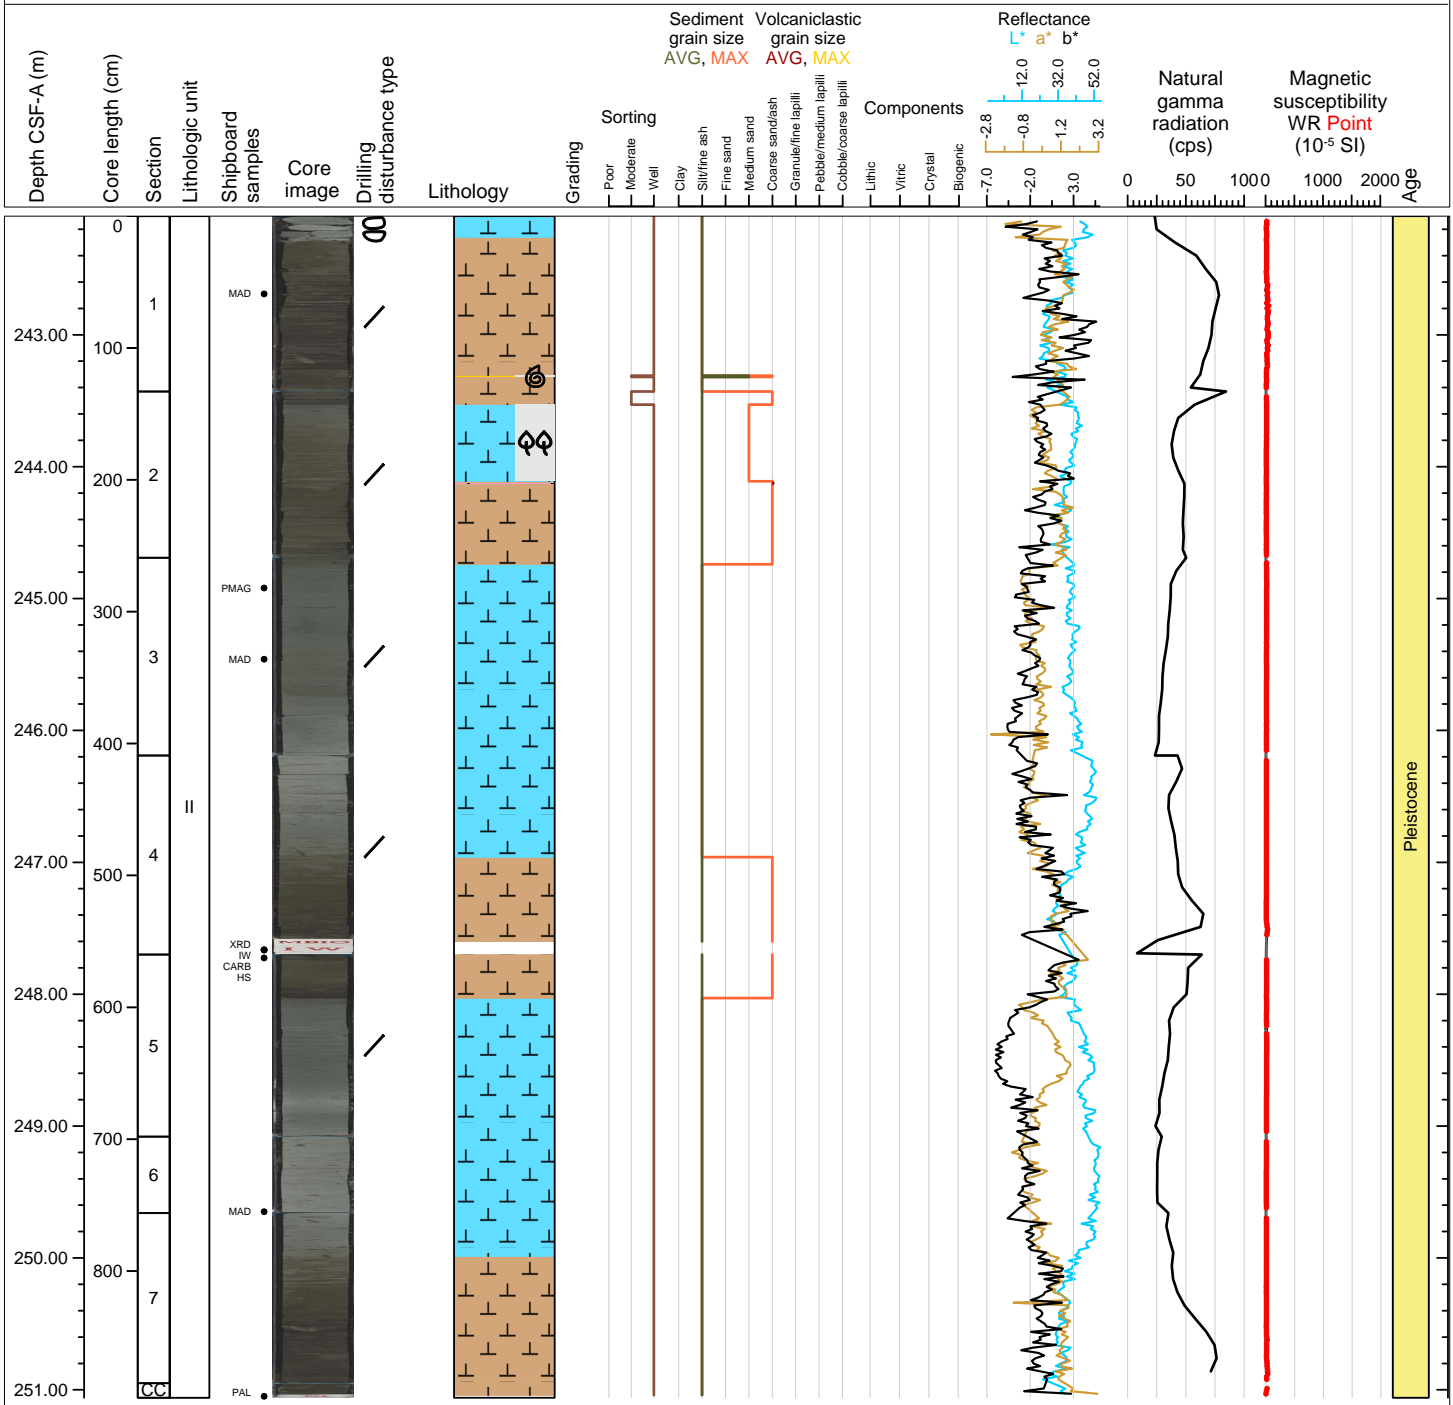 Depth CSF-A (m)
Core length (cm)
Section
Lithologic unit
Shipboard
samples
Core
image
Drilling
disturbance type
Lithology
Grading
Sorting
Poor
Moderate
Well
Sediment
grain size
AVG, MAX
Volcaniclastic
grain size
AVG, MAX
Clay
Silt/fine ash
Fine sand
Medium sand
Coarse sand/ash
Granule/fine lapilli
Pebble/medium lapilli
Cobble/coarse lapilli
Components
Lithic
Vitric
Crystal
Biogenic
Reflectance
L* a* b*
12.0 32.0 52.0
-2.8 -0.8 1.2 3.2
-7.0 -2.0 3.0
Natural
gamma
radiation
(cps)
0 50 100
Magnetic
susceptibility
WR Point
(10-5 SI)
0 1000 2000
Age
0
1
MAD
243.00
100
244.00
200
2
245.00
PMAG
300
3
MAD
246.00
400
II
Pleistocene
4
247.00
500
MBIO
IW
XRD
IW
CARB
HS
248.00
600
5
249.00
700
6
MAD
250.00
800
7
251.00
CC
PAL